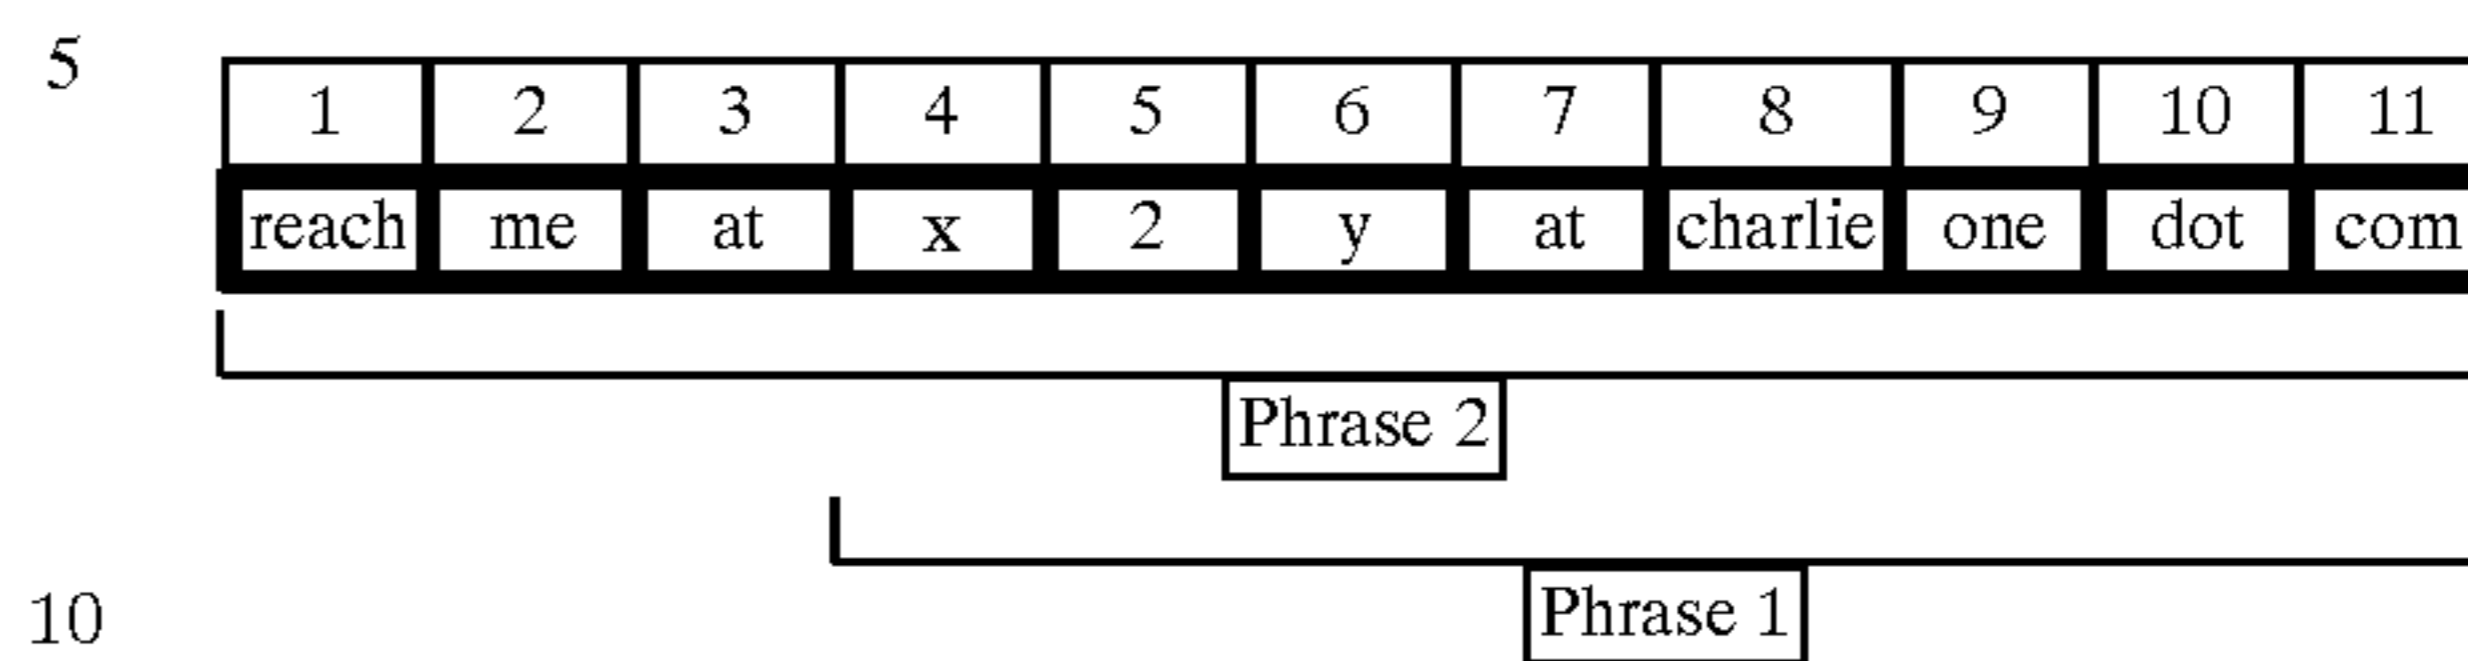 5
1 2 3 4 5 6 7 8 9 10 11
reach me at x 2 y at charlie one dot com
Phrase 2
Phrase 1
10